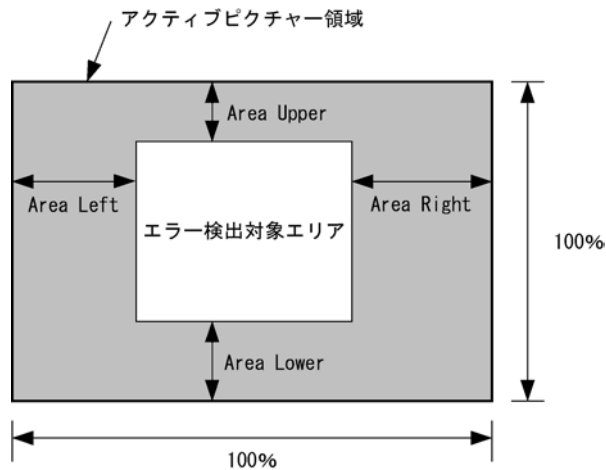 アクティブピクチャー領域
Area Upper
Area Left
Area Right
エラー検出対象エリア
100%
Area Lower
100%